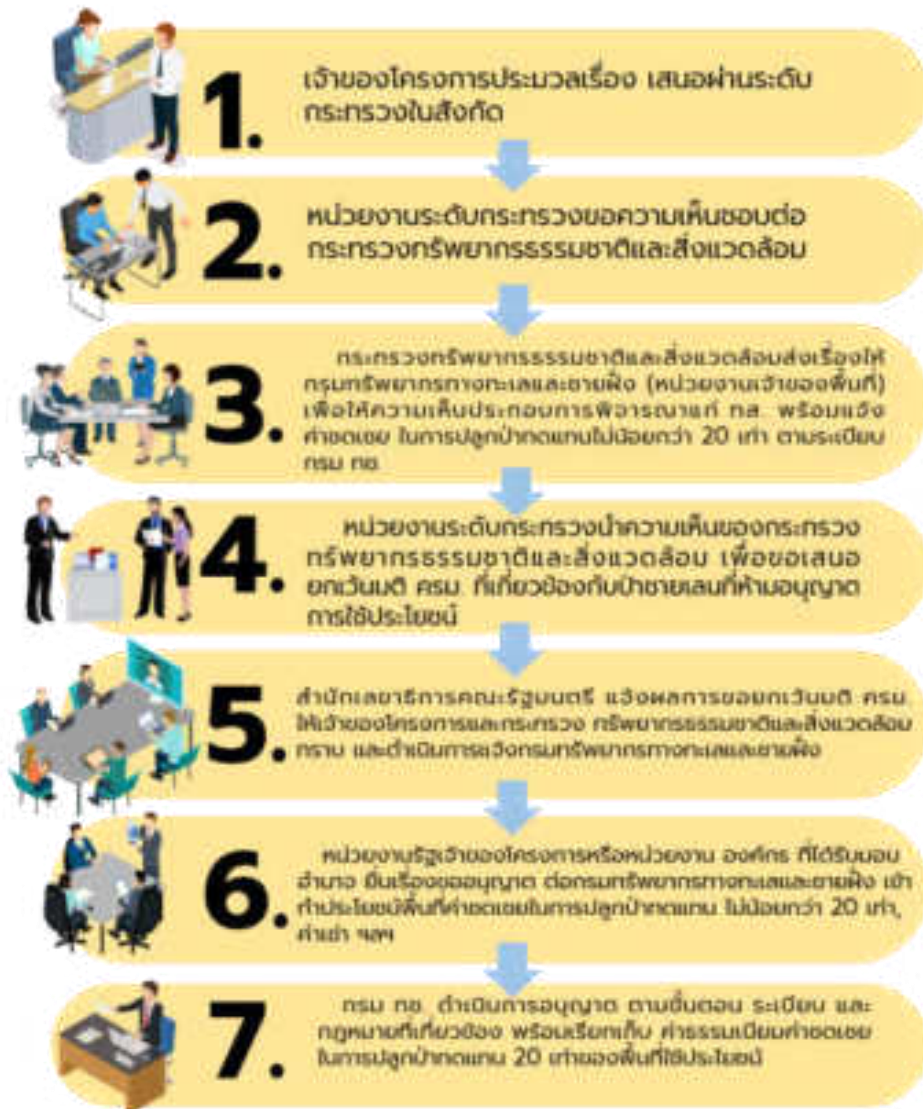 1.
เจ้าของโครงการประมวลเรื่อง เสนอผ่านระดับ
กระทรวงในสังกัด
2.
หน่วยงานระดับกระทรวงขอความเห็นชอบต่อ
กระทรวงทรัพยากรธรรมชาติและสิ่งแวดล้อม
3.
กระทรวงทรัพยากรธรรมชาติและสิ่งแวดล้อมส่งเรื่องให้
กรมทรัพยากรทางทะเลและชายฝั่ง (หน่วยงานเจ้าของพื้นที่)
เพื่อให้ความเห็นประกอบการพิจารณาแก่ ทส. พร้อมแจ้ง
ค่าชดเชย ในการปลูกป่าทดแทนไม่น้อยกว่า 20 เท่า ตามระเบียบ
กรม ทช.
4.
หน่วยงานระดับกระทรวงนำความเห็นของกระทรวง
ทรัพยากรธรรมชาติและสิ่งแวดล้อม เพื่อขอเสนอ
ยกเว้นมติ ครม. ที่เกี่ยวข้องกับป่าชายเลนที่ห้ามอนุญาต
การใช้ประโยชน์
5.
สำนักเลขาธิการคณะรัฐมนตรี แจ้งผลการขอยกเว้นมติ ครม.
ให้เจ้าของโครงการและกระทรวง ทรัพยากรธรรมชาติและสิ่งแวดล้อม
ทราบ และดำเนินการแจ้งกรมทรัพยากรทางทะเลและชายฝั่ง
6.
หน่วยงานรัฐเจ้าของโครงการหรือหน่วยงาน องค์กร ที่ได้รับมอบ
อำนาจ ยื่นเรื่องขออนุญาต ต่อกรมทรัพยากรทางทะเลและชายฝั่ง เข้า
ทำประโยชน์พื้นที่ค่าชดเชยในการปลูกป่าทดแทน ไม่น้อยกว่า 20 เท่า,
ค่าเช่า ฯลฯ
7.
กรม ทช. ดำเนินการอนุญาต ตามขั้นตอน ระเบียบ และ
กฎหมายที่เกี่ยวข้อง พร้อมเรียกเก็บ ค่าธรรมเนียมค่าชดเชย
ในการปลูกป่าทดแทน 20 เท่าของพื้นที่ใช้ประโยชน์